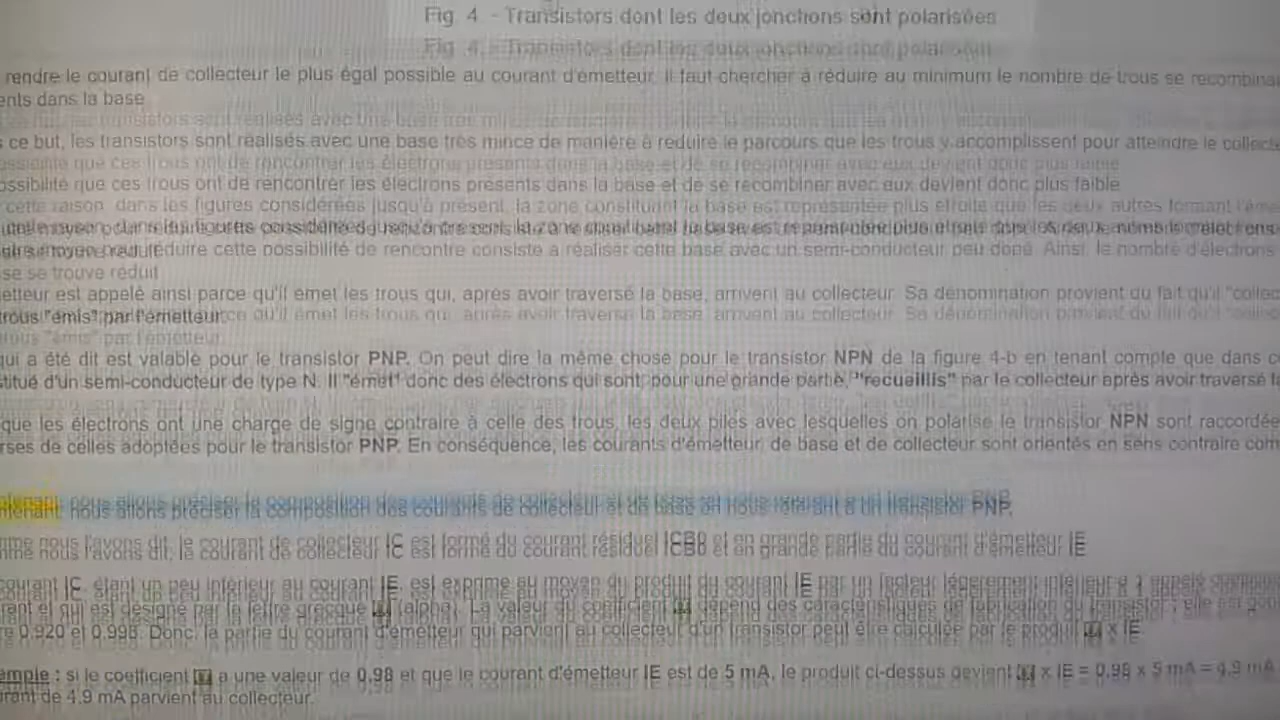 Fig. 4. - Transistors dont les deux jonctions sont polarisées
rendre le courant de collecteur le plus égal possible au courant d'émetteur, il faut chercher à réduire au minimum le nombre de trous se recombinan
ents dans la base
ce but, les transistors sont réalisés avec une base très mince de manière à réduire le parcours que les trous y accomplissent pour atteindre le collecte
ossibilité que ces trous ont de rencontrer les électrons présents dans la base et de se recombiner avec eux devient donc plus faible
cette raison, dans les figures considérées jusqu'à présent, la zone constituant la base est représentée plus étroite que les deux autres formant l'éme
réduire cette possibilité de rencontre consiste à réaliser cette base avec un semi-conducteur peu dopé. Ainsi, le nombre d'électrons
se se trouve réduit
etteur est appelé ainsi parce qu'il émet les trous qui, après avoir traversé la base, arrivent au collecteur. Sa dénomination provient du fait qu'il "collec
trous "émis" par l'émetteur.
qui a été dit est valable pour le transistor PNP. On peut dire la même chose pour le transistor NPN de la figure 4-b en tenant compte que dans c
titué d'un semi-conducteur de type N. Il "émet" donc des électrons qui sont, pour une grande partie, "recueillis" par le collecteur après avoir traversé la
que les électrons ont une charge de signe contraire à celle des trous, les deux piles avec lesquelles on polarise le transistor NPN sont raccordée
rses de celles adoptées pour le transistor PNP. En conséquence, les courants d'émetteur, de base et de collecteur sont orientés en sens contraire com
ntenant, nous allons préciser la composition des courants de collecteur et de base en nous référant à un transistor PNP.
mme nous l'avons dit, le courant de collecteur IC est formé du courant résiduel ICB0 et en grande partie du courant d'émetteur IE
courant IC, étant un peu inférieur au courant IE, est exprimé au moyen du produit du courant IE par un facteur légèrement inférieur à 1 appelé
rant et qui est désigné par la lettre grecque (alpha). La valeur du coefficient dépend des caractéristiques de fabrication du transistor ; elle est
re 0,920 et 0,998. Donc, la partie du courant d'émetteur qui parvient au collecteur d'un transistor peut être calculée par le produit x IE.
emple : si le coefficient a une valeur de 0,98 et que le courant d'émetteur IE est de 5 mA, le produit ci-dessus devient x IE = 0,98 x 5 mA = 4,9 mA
urant de 4,9 mA parvient au collecteur.